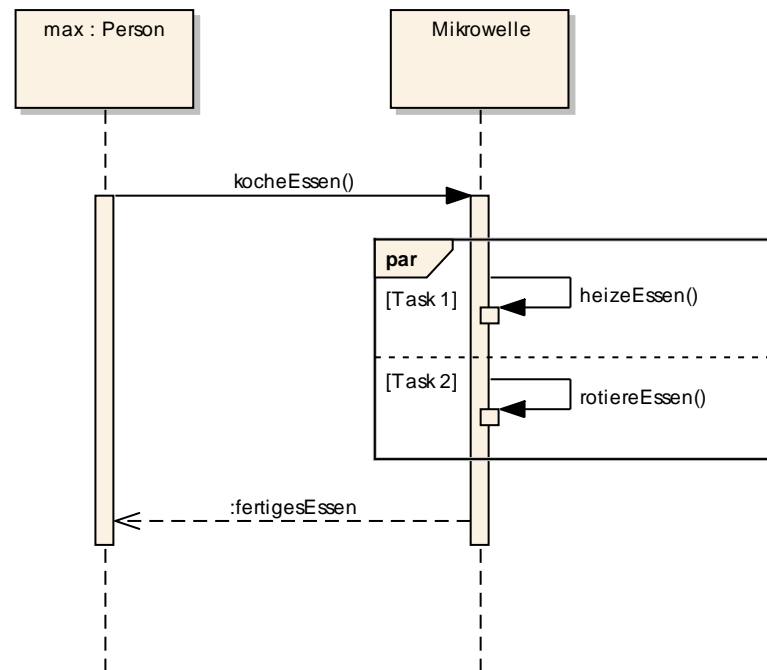 max : Person
Mikrowelle
kocheEssen()
par
[Task 1]
heizeEssen()
[Task 2]
rotiereEssen()
:fertigesEssen